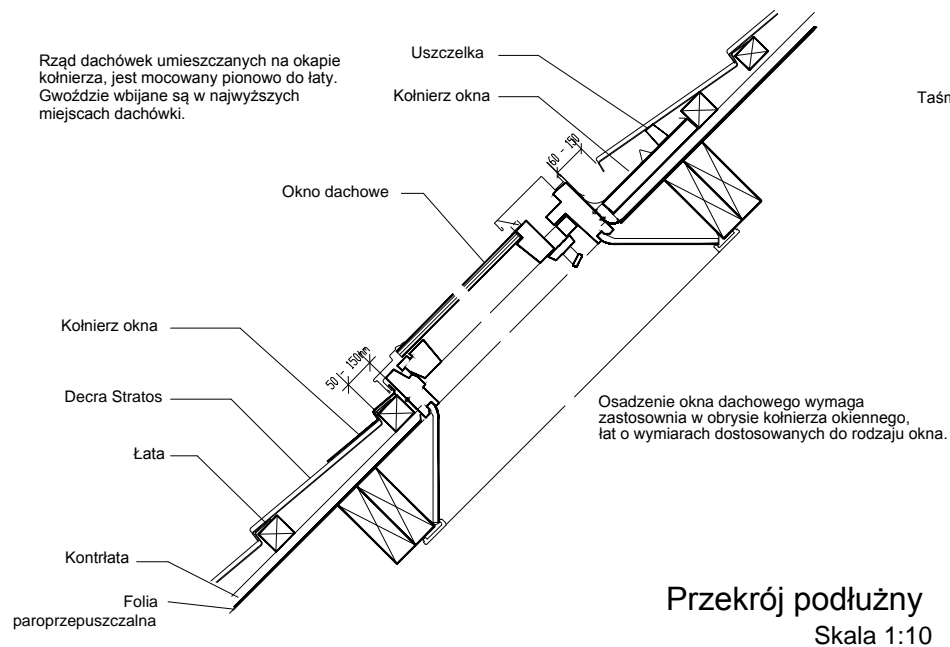 Rząd dachówek umieszczanych na okapie
kołnierza, jest mocowany pionowo do łaty.
Gwoździe wbijane są w najwyższych
miejscach dachówki.
Uszczelka
Kołnierz okna
Taśm
60 - 150
Okno dachowe
Kołnierz okna
50 - 150mm
Decra Stratos
Łata
Osadzenie okna dachowego wymaga
zastosownia w obrysie kołnierza okiennego,
łat o wymiarach dostosowanych do rodzaju okna.
Kontrłata
Folia
paroprzepuszczalna
Przekrój podłużny
Skala 1:10